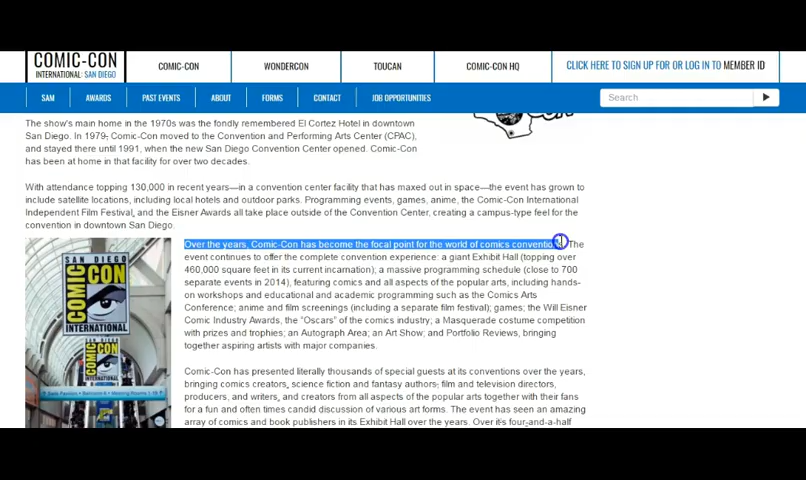 COMIC-CON
INTERNATIONAL: SAN DIEGO
COMIC-CON
WONDERCON
TOUCAN
COMIC-CON HQ
CLICK HERE TO SIGN UP FOR OR LOG IN TO MEMBER ID
SAM
AWARDS
PAST EVENTS
ABOUT
FORMS
CONTACT
JOB OPPORTUNITIES
Search
The show's main home in the 1970s was the fondly remembered El Cortez Hotel in downtown
San Diego. In 1979, Comic-Con moved to the Convention and Performing Arts Center (CPAC),
and stayed there until 1991, when the new San Diego Convention Center opened. Comic-Con
has been at home in that facility for over two decades.
With attendance topping 130,000 in recent years—in a convention center facility that has maxed out in space—the event has grown to
include satellite locations, including local hotels and outdoor parks. Programming events, games, anime, the Comic-Con International
Independent Film Festival, and the Eisner Awards all take place outside of the Convention Center, creating a campus-type feel for the
convention in downtown San Diego.
Over the years, Comic-Con has become the focal point for the world of comics conventions. The
event continues to offer the complete convention experience: a giant Exhibit Hall (topping over
460,000 square feet in its current incarnation); a massive programming schedule (close to 700
separate events in 2014), featuring comics and all aspects of the popular arts, including hands-
on workshops and educational and academic programming such as the Comics Arts
Conference; anime and film screenings (including a separate film festival); games; the Will Eisner
Comic Industry Awards, the "Oscars" of the comics industry; a Masquerade costume competition
with prizes and trophies; an Autograph Area; an Art Show; and Portfolio Reviews, bringing
together aspiring artists with major companies.
Comic-Con has presented literally thousands of special guests at its conventions over the years,
bringing comics creators, science fiction and fantasy authors, film and television directors,
producers, and writers, and creators from all aspects of the popular arts together with their fans
for a fun and often times candid discussion of various art forms. The event has seen an amazing
array of comics and book publishers in its Exhibit Hall over the years. Over it's four-and-a-half
COMIC
CON
INTERNATIONAL
COMIC
CON